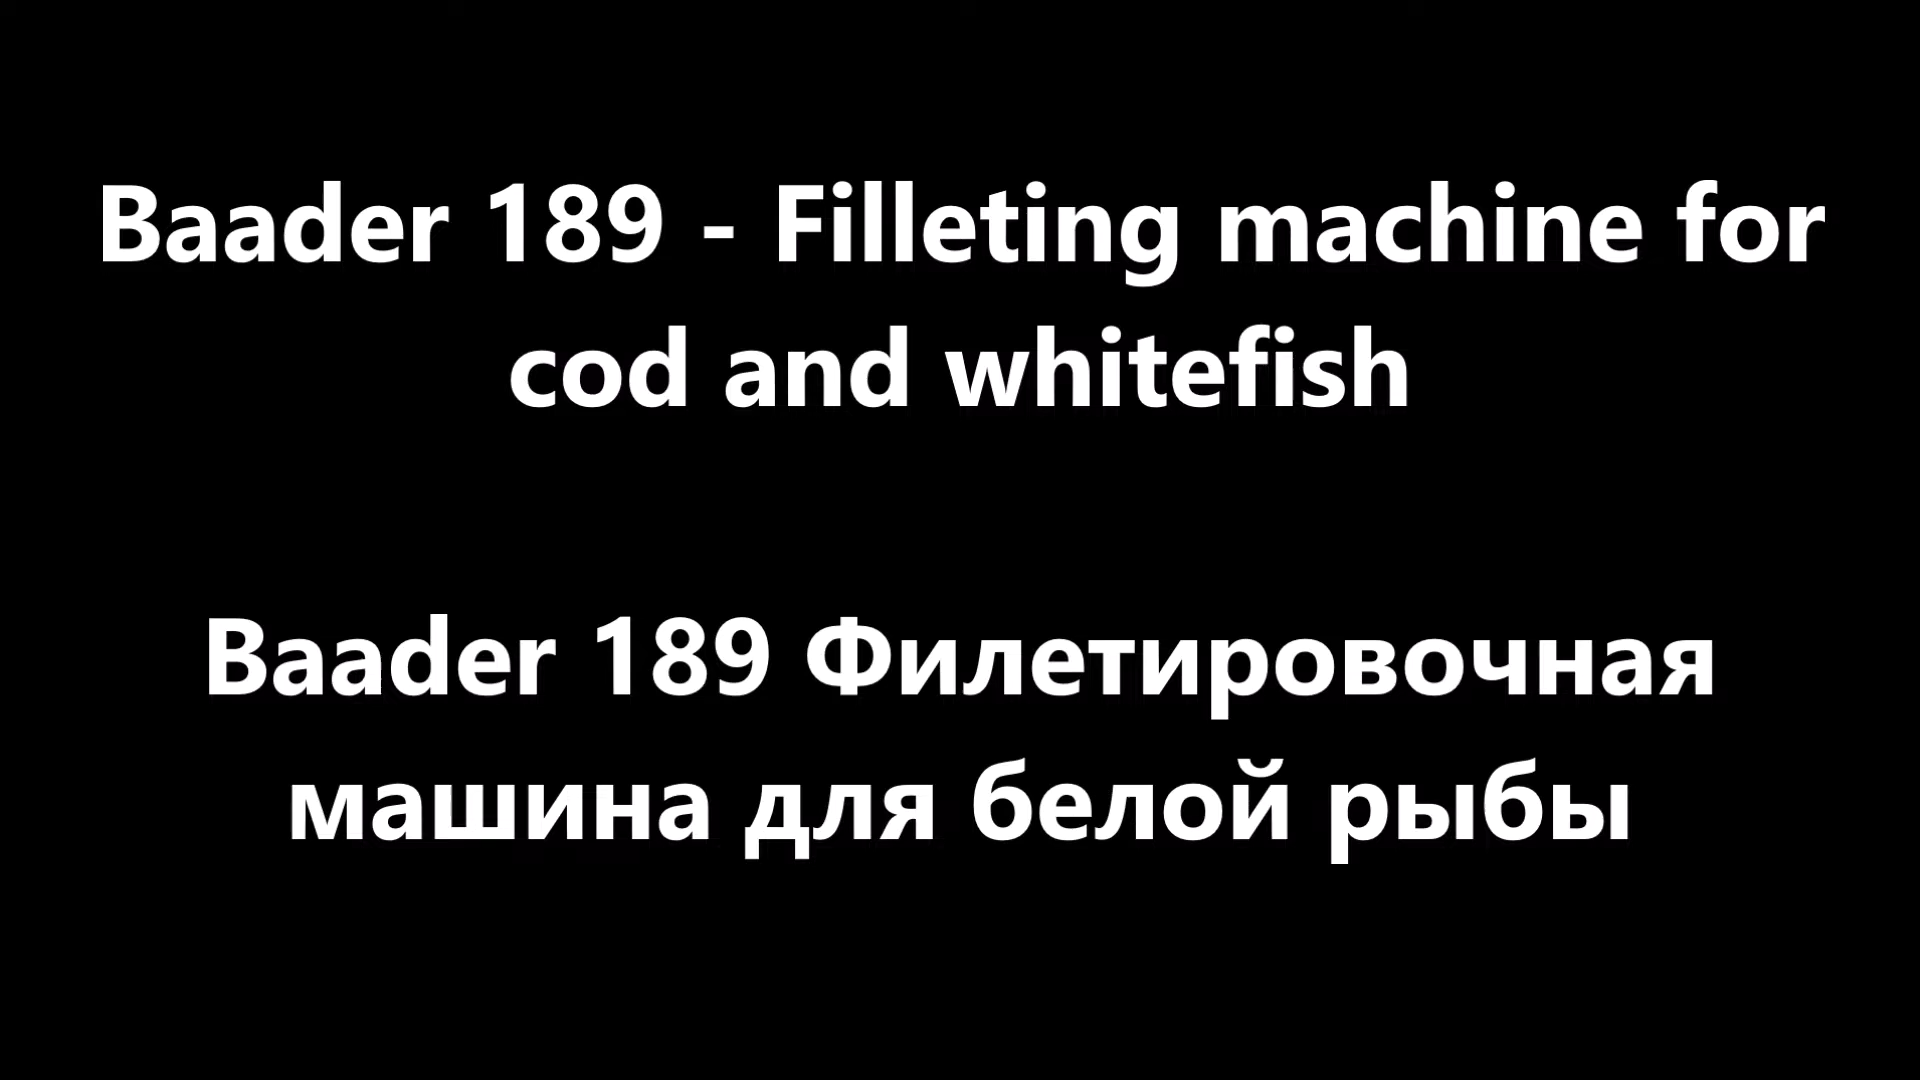 Baader 189 - Filleting machine for
cod and whitefish
Baader 189 Филетировочная
машина для белой рыбы